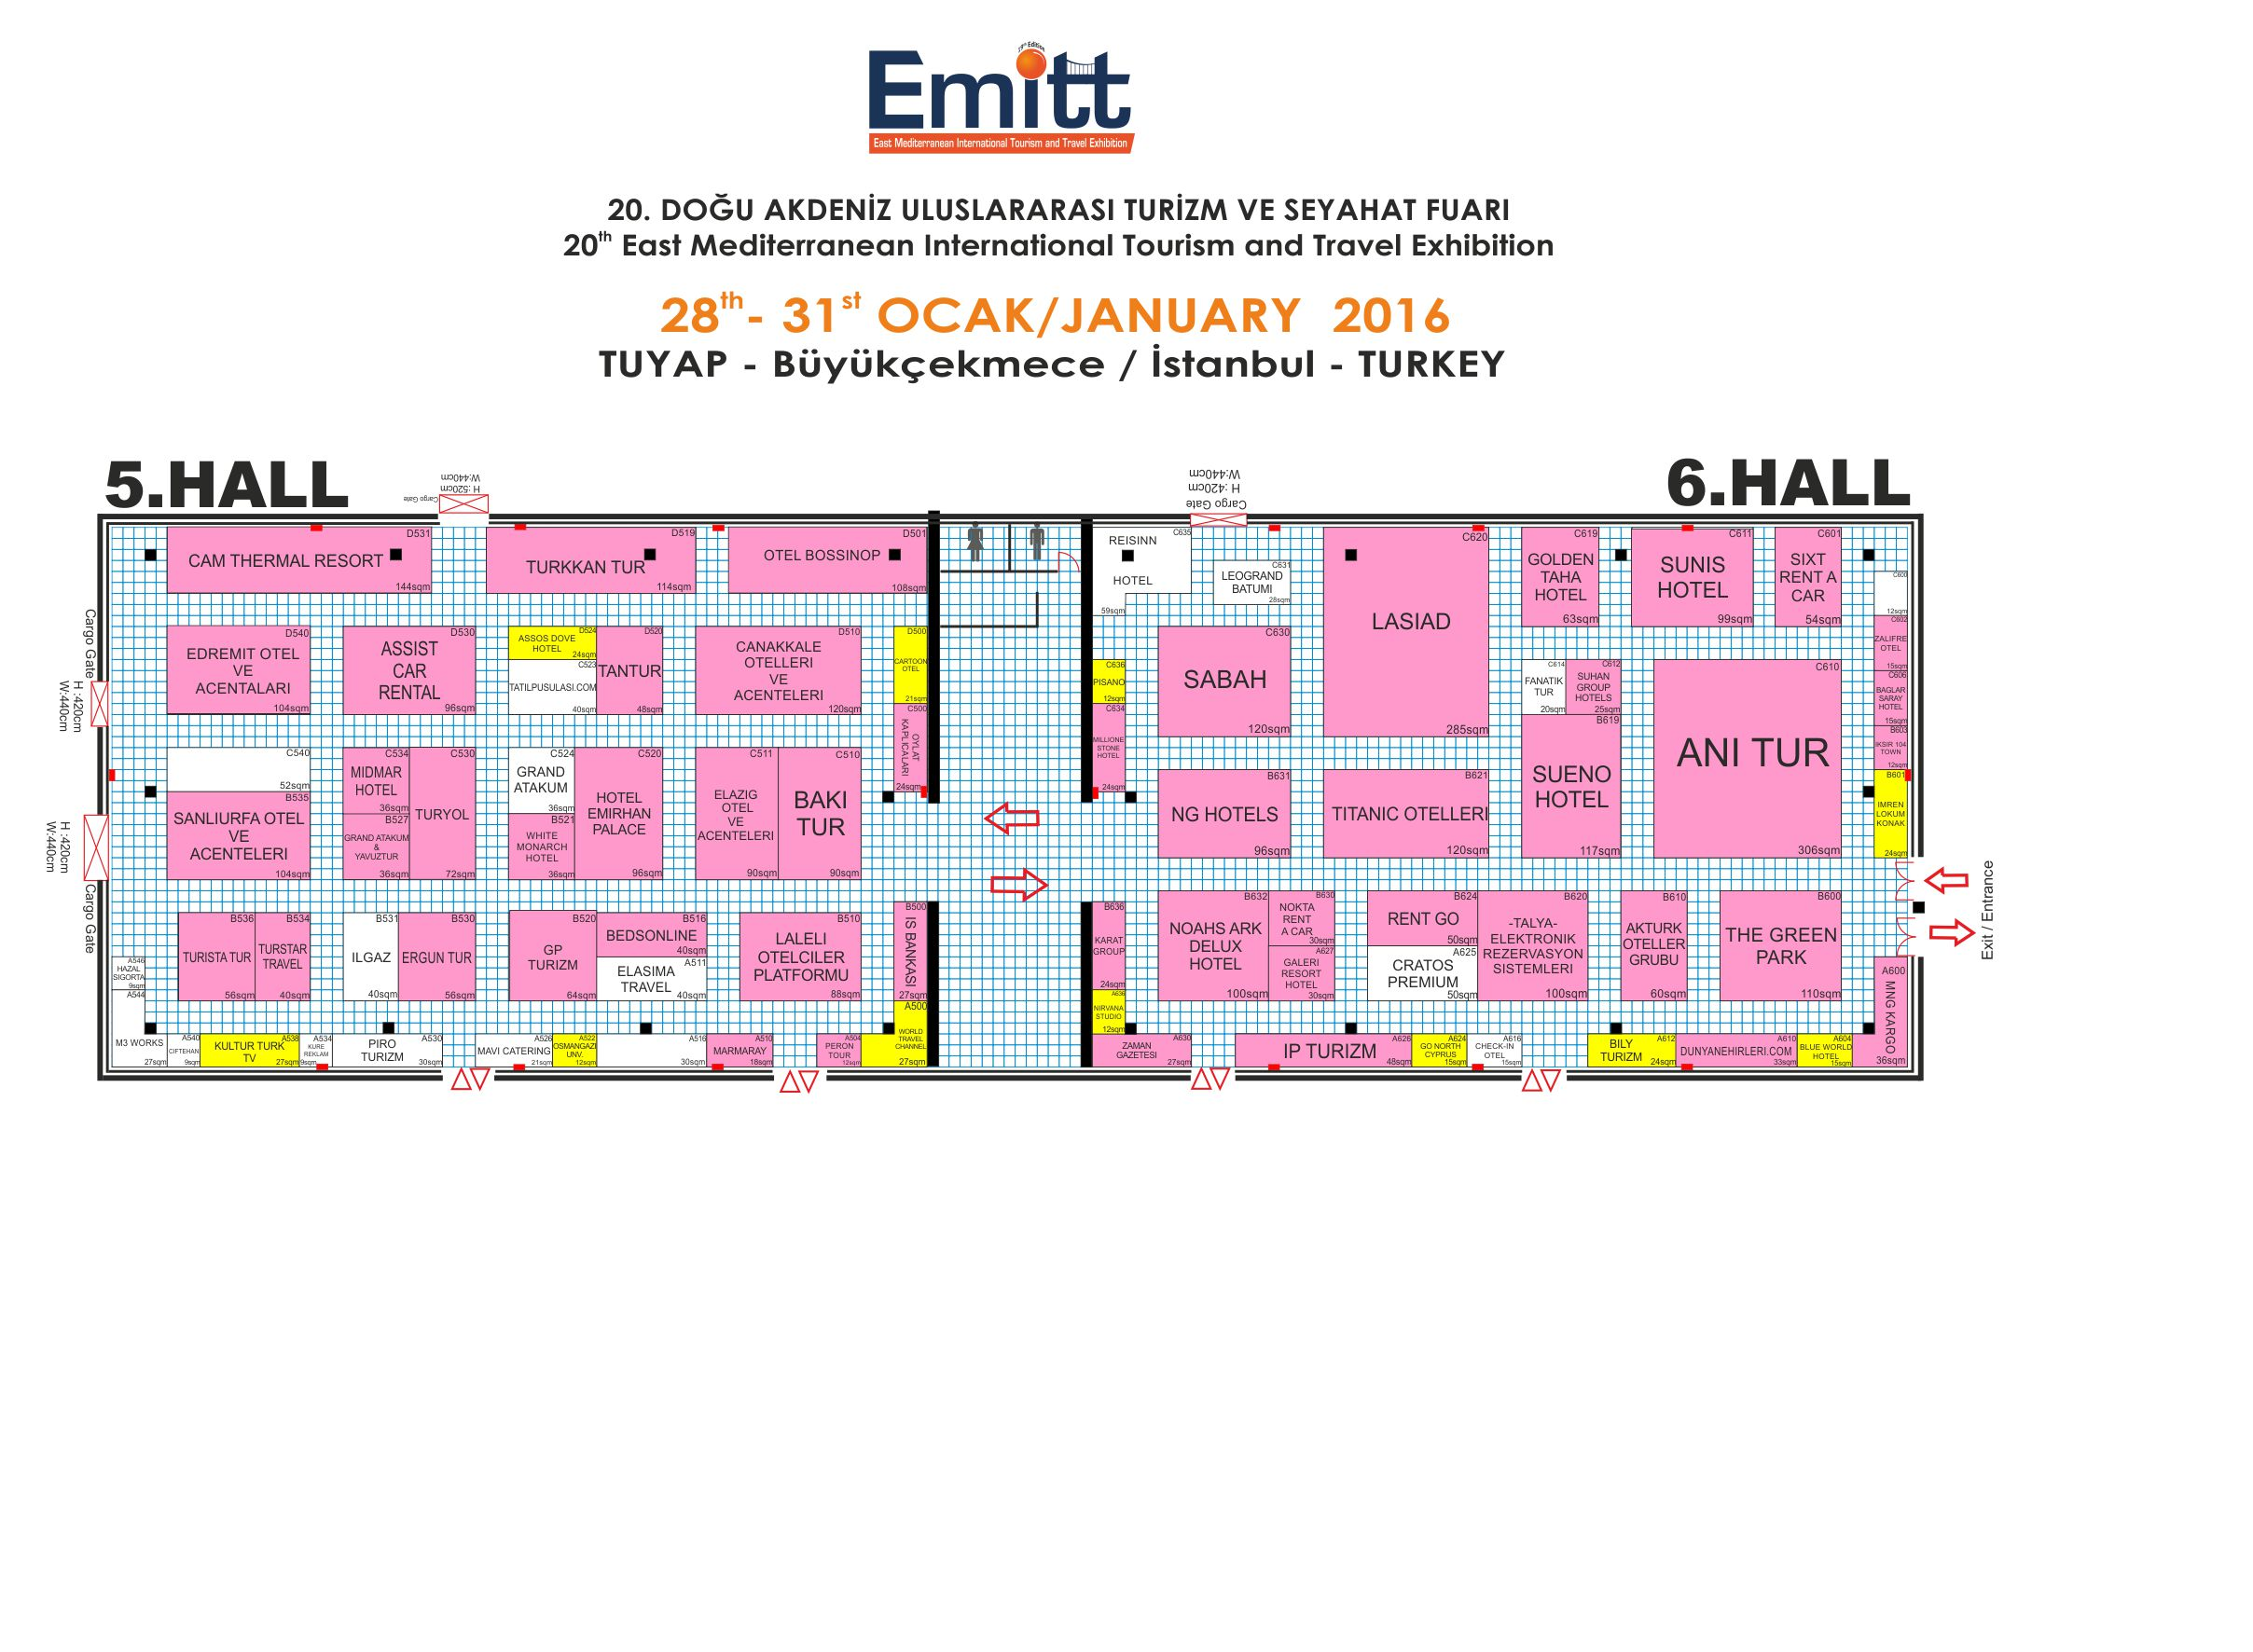 19th Edition
Emitt
East Mediterranean International Tourism and Travel Exhibition
20. DOĞU AKDENİZ ULUSLARARASI TURİZM VE SEYAHAT FUARI
20th East Mediterranean International Tourism and Travel Exhibition
28th- 31st OCAK/JANUARY 2016
TUYAP - Büyükçekmece / İstanbul - TURKEY
5.HALL
Cargo Gate
H :520cm
W:440cm
Cargo Gate
H :420cm
W:440cm
6.HALL
Cargo Gate
H :420cm
W:440cm
H :420cm
W:440cm
Cargo Gate
D531
CAM THERMAL RESORT
144sqm
D519
TURKKAN TUR
114sqm
D501
OTEL BOSSINOP
108sqm
D540
EDREMIT OTEL
VE
ACENTALARI
104sqm
D530
ASSIST
CAR
RENTAL
96sqm
D524
ASSOS DOVE
HOTEL
24sqm
C523
TATILPUSULASI.COM
40sqm
D520
TANTUR
48sqm
D510
CANAKKALE
OTELLERI
VE
ACENTELERI
120sqm
D500
CARTOON
OTEL
21sqm
C500
OYLAT
KAPLICALARI
24sqm
C540
52sqm
B535
SANLIURFA OTEL
VE
ACENTELERI
104sqm
C534
MIDMAR
HOTEL
36sqm
B527
GRAND ATAKUM
&
YAVUZTUR
36sqm
C530
TURYOL
72sqm
C524
GRAND
ATAKUM
36sqm
B521
WHITE
MONARCH
HOTEL
36sqm
C520
HOTEL
EMIRHAN
PALACE
96sqm
C511
ELAZIG
OTEL
VE
ACENTELERI
90sqm
C510
BAKI
TUR
90sqm
B536
TURISTA TUR
56sqm
B534
TURSTAR
TRAVEL
40sqm
B531
ILGAZ
40sqm
B530
ERGUN TUR
56sqm
B520
GP
TURIZM
64sqm
B516
BEDSONLINE
40sqm
A511
ELASIMA
TRAVEL
40sqm
B510
LALELI
OTELCILER
PLATFORMU
88sqm
B500
IS BANKASI
27sqm
A500
WORLD
TRAVEL
CHANNEL
27sqm
A546
HAZAL
SIGORTA
9sqm
A544
M3 WORKS
27sqm
A540
CIFTEHAN
9sqm
A538
KULTUR TURK
TV
27sqm
A534
KURE
REKLAM
9sqm
A530
PIRO
TURIZM
30sqm
A526
MAVI CATERING
21sqm
A522
OSMANGAZI
UNV.
12sqm
A516
30sqm
A510
MARMARAY
18sqm
A504
PERON
TOUR
12sqm
C635
REISINN
HOTEL
59sqm
C631
LEOGRAND
BATUMI
28sqm
C620
LASIAD
285sqm
C619
GOLDEN
TAHA
HOTEL
63sqm
C611
SUNIS
HOTEL
99sqm
C601
SIXT
RENT A
CAR
54sqm
C600
12sqm
C602
ZALIFRE
OTEL
15sqm
C606
BAGLAR
SARAY
HOTEL
15sqm
B603
IKSIR 104
TOWN
12sqm
B601
IMREN
LOKUM
KONAK
24sqm
C636
PISANO
12sqm
C634
MILLIONE
STONE
HOTEL
24sqm
C630
SABAH
120sqm
C614
FANATIK
TUR
20sqm
C612
SUHAN
GROUP
HOTELS
25sqm
B619
SUENO
HOTEL
117sqm
C610
ANI TUR
306sqm
B631
NG HOTELS
96sqm
B621
TITANIC OTELLERI
120sqm
B636
KARAT
GROUP
24sqm
A636
NIRVANA
STUDIO
12sqm
B632
NOAHS ARK
DELUX
HOTEL
100sqm
B630
NOKTA
RENT
A CAR
30sqm
A627
GALERI
RESORT
HOTEL
30sqm
B624
RENT GO
50sqm
A625
CRATOS
PREMIUM
50sqm
B620
-TALYA-
ELEKTRONIK
REZERVASYON
SISTEMLERI
100sqm
B610
AKTURK
OTELLER
GRUBU
60sqm
B600
THE GREEN
PARK
110sqm
A600
MNG KARGO
36sqm
A630
ZAMAN
GAZETESI
27sqm
A626
IP TURIZM
48sqm
A624
GO NORTH
CYPRUS
15sqm
A616
CHECK-IN
OTEL
15sqm
A612
BILY
TURIZM
24sqm
A610
DUNYANEHIRLERI.COM
33sqm
A604
BLUE WORLD
HOTEL
15sqm
Exit / Entrance